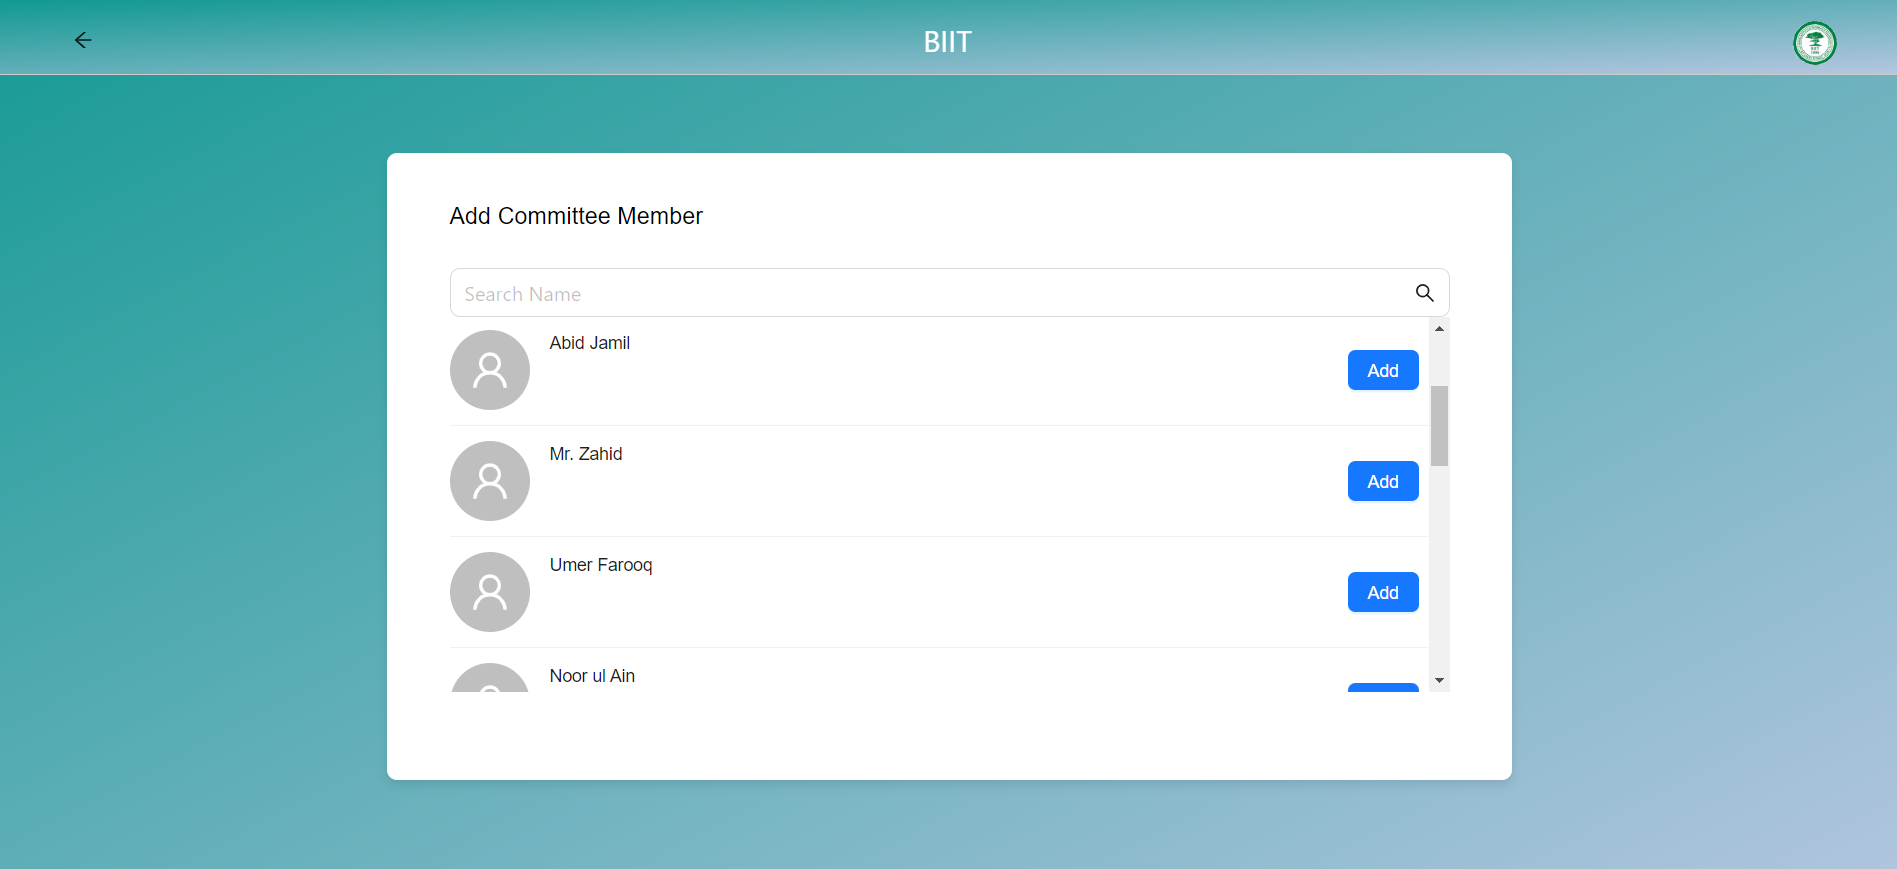 BIIT
Add Committee Member
Search Name
Abid Jamil
Add
Mr. Zahid
Add
Umer Farooq
Add
Noor ul Ain